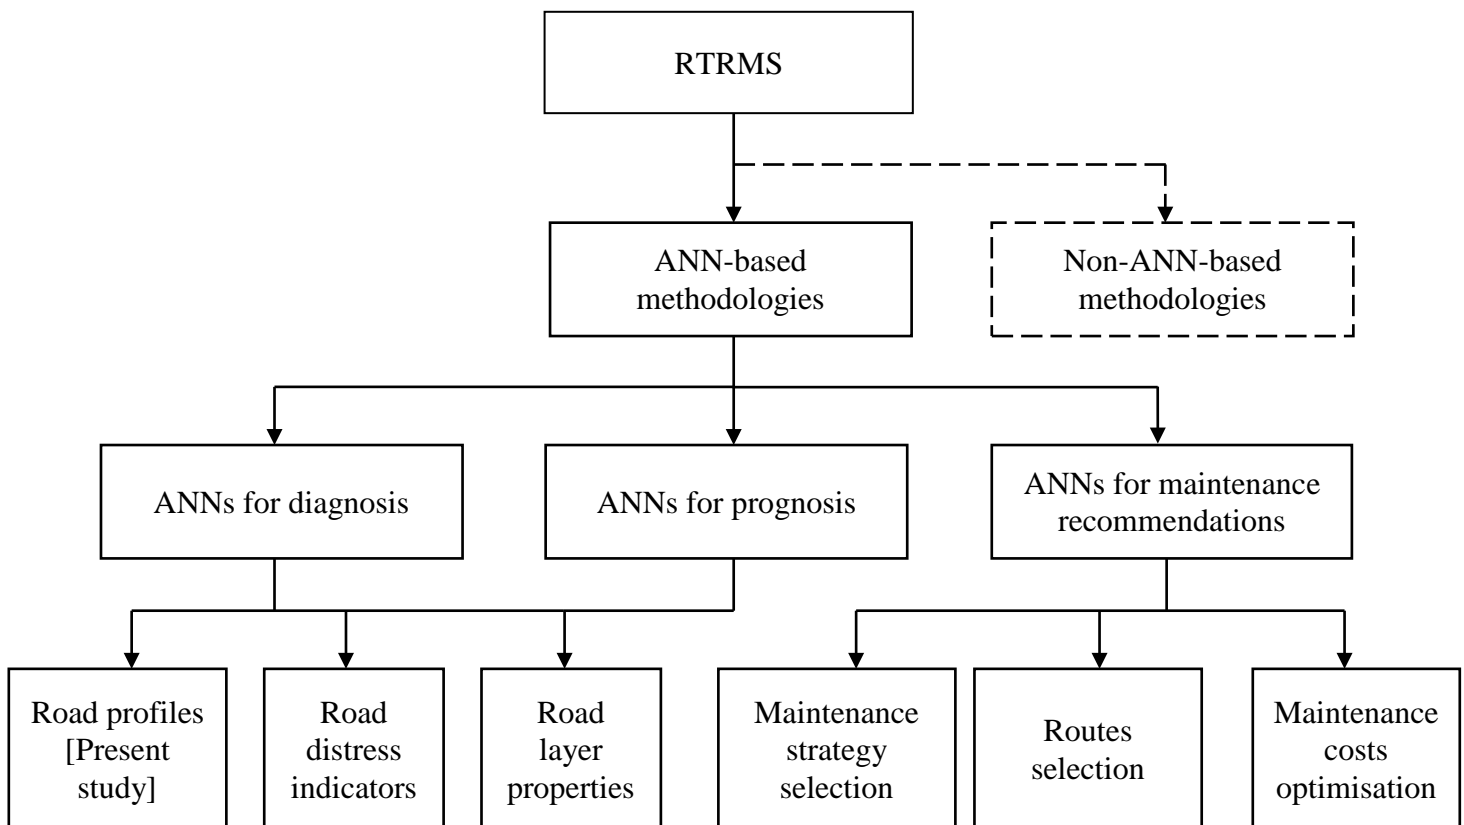 RTRMS
ANN-based
methodologies
Non-ANN-based
methodologies
ANNs for diagnosis
ANNs for prognosis
ANNs for maintenance
recommendations
Road profiles
[Present
study]
Road
distress
indicators
Road
layer
properties
Maintenance
strategy
selection
Routes
selection
Maintenance
costs
optimisation